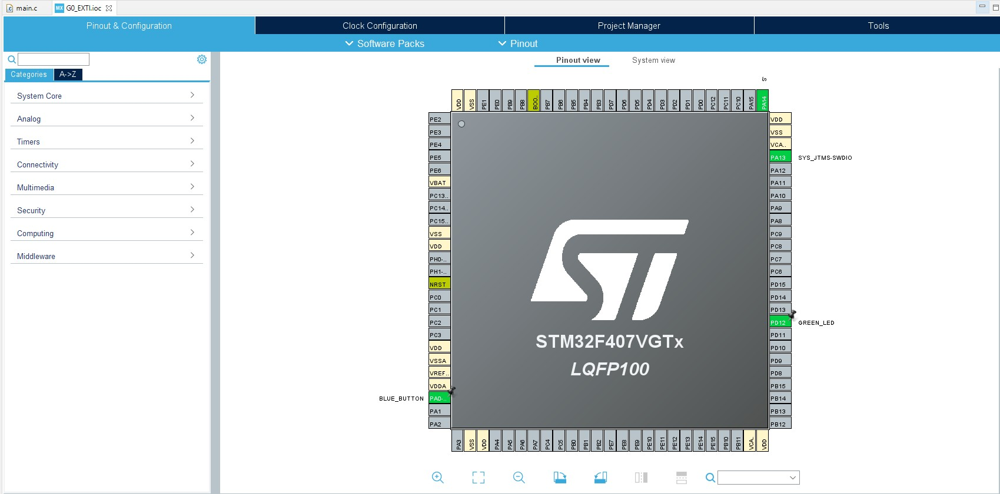 main.c
MX G0_EXTI.ioc
Pinout & Configuration
Clock Configuration
Project Manager
Tools
Software Packs
Pinout
Pinout view
System view
Categories
A->Z
System Core
Analog
Timers
Connectivity
Multimedia
Security
Computing
Middleware
S
VDD
VSS
PE1
PE0
PB9
PB8
BOO..
PB7
PB6
PB5
PB4
PB3
PD7
PD6
PD5
PD4
PD3
PD2
PD1
PD0
PC12
PC11
PC10
PA15
PA14
PE2
PE3
PE4
PE5
PE6
VBAT
PC13..
PC14..
PC15..
VSS
VDD
PH0-..
PH1-..
NRST
PC0
PC1
PC2
PC3
VDD
VSSA
VREF..
VDDA
BLUE_BUTTON PA0-..
PA1
PA2
STM32F407VGTx
LQFP100
VDD
VSS
VCA..
PA13 SYS_JTMS-SWDIO
PA12
PA11
PA10
PA9
PA8
PC9
PC8
PC7
PC6
PD15
PD14
PD13
PD12 GREEN_LED
PD11
PD10
PD9
PD8
PB15
PB14
PB13
PB12
PA3
VSS
VDD
PA4
PA5
PA6
PA7
PC4
PC5
PB0
PB1
PB2
PE7
PE8
PE9
PE10
PE11
PE12
PE13
PE14
PE15
PB10
PB11
VCA..
VDD